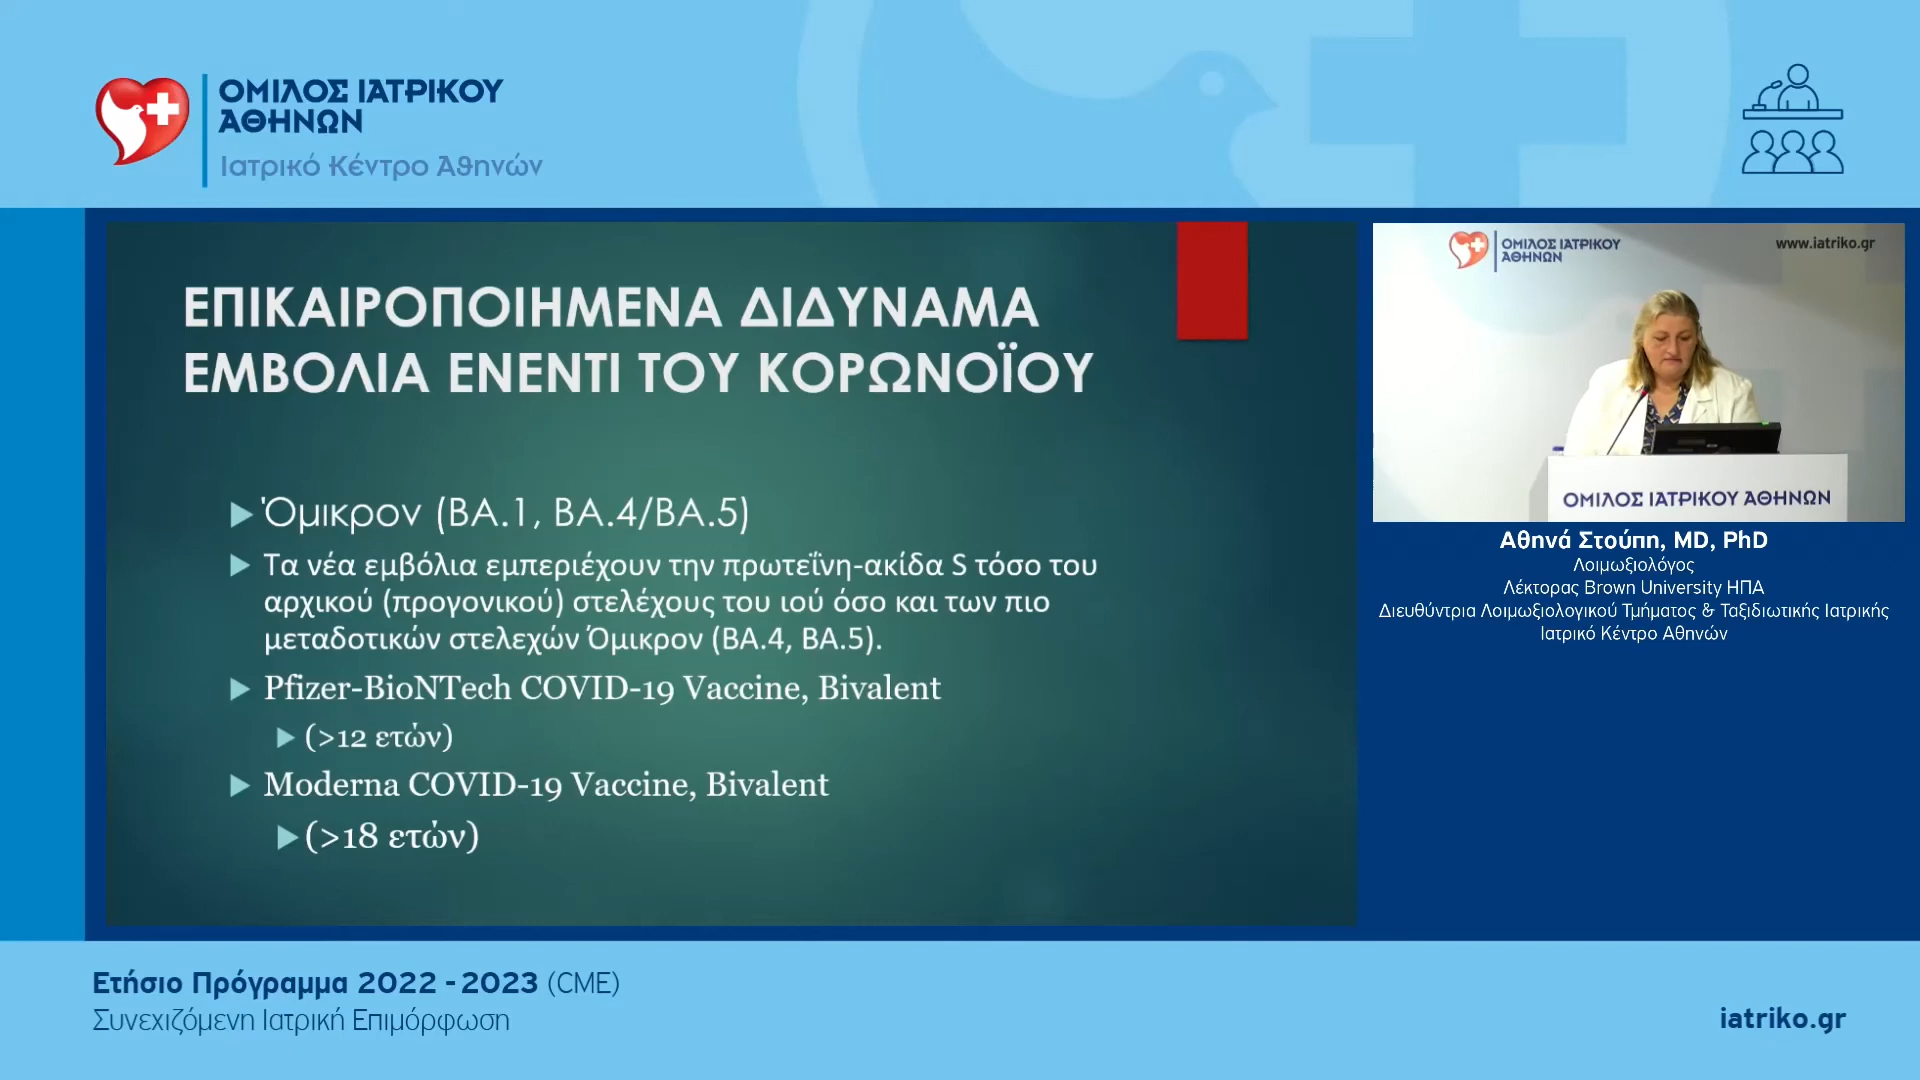 ΟΜΙΛΟΣ ΙΑΤΡΙΚΟΥ
ΑΘΗΝΩΝ
Ιατρικό Κέντρο Αθηνών
ΕΠΙΚΑΙΡΟΠΟΙΗΜΕΝΑ ΔΙΔΥΝΑΜΑ
ΕΜΒΟΛΙΑ ΕΝΕΝΤΙ ΤΟΥ ΚΟΡΩΝΟΪΟΥ
Όμικρον (BA.1, BA.4/BA.5)
Τα νέα εμβόλια εμπεριέχουν την πρωτεΐνη-ακίδα S τόσο του
αρχικού (προγονικού) στελέχους του ιού όσο και των πιο
μεταδοτικών στελεχών Όμικρον (BA.4, BA.5).
Pfizer-BioNTech COVID-19 Vaccine, Bivalent
(>12 ετών)
Moderna COVID-19 Vaccine, Bivalent
(>18 ετών)
ΟΜΙΛΟΣ ΙΑΤΡΙΚΟΥ
ΑΘΗΝΩΝ
www.iatriko.gr
ΟΜΙΛΟΣ ΙΑΤΡΙΚΟΥ ΑΘΗΝΩΝ
Αθηνά Στούπη, MD, PhD
Λοιμωξιολόγος
Λέκτορας Brown University ΗΠΑ
Διευθύντρια Λοιμωξιολογικού Τμήματος & Ταξιδιωτικής Ιατρικής
Ιατρικό Κέντρο Αθηνών
Ετήσιο Πρόγραμμα 2022 - 2023 (CME)
Συνεχιζόμενη Ιατρική Επιμόρφωση
iatriko.gr